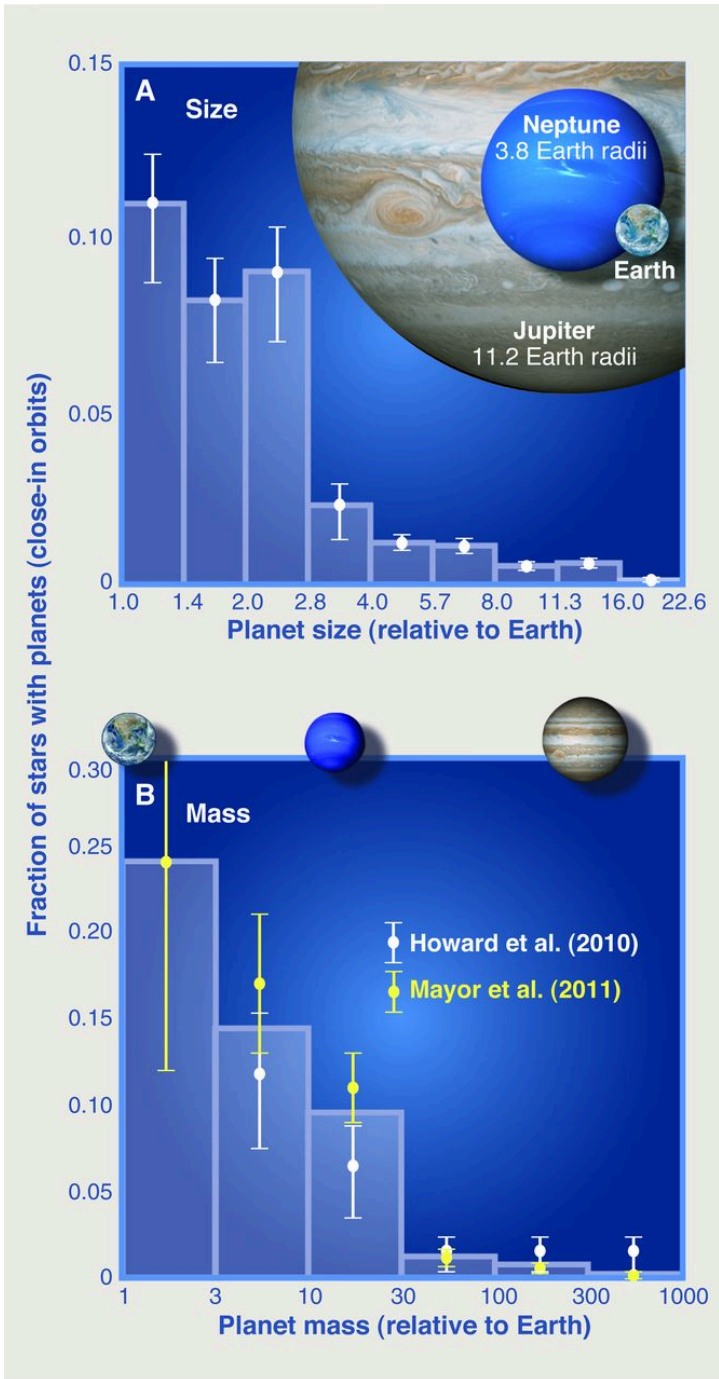 Fraction of stars with planets (close-in orbits)
A
Size
Neptune
3.8 Earth radii
Earth
Jupiter
11.2 Earth radii
0.15
0.10
0.05
0
1.0 1.4 2.0 2.8 4.0 5.7 8.0 11.3 16.0 22.6
Planet size (relative to Earth)
B
Mass
Howard et al. (2010)
Mayor et al. (2011)
0.30
0.25
0.20
0.15
0.10
0.05
0
1 3 10 30 100 300 1000
Planet mass (relative to Earth)